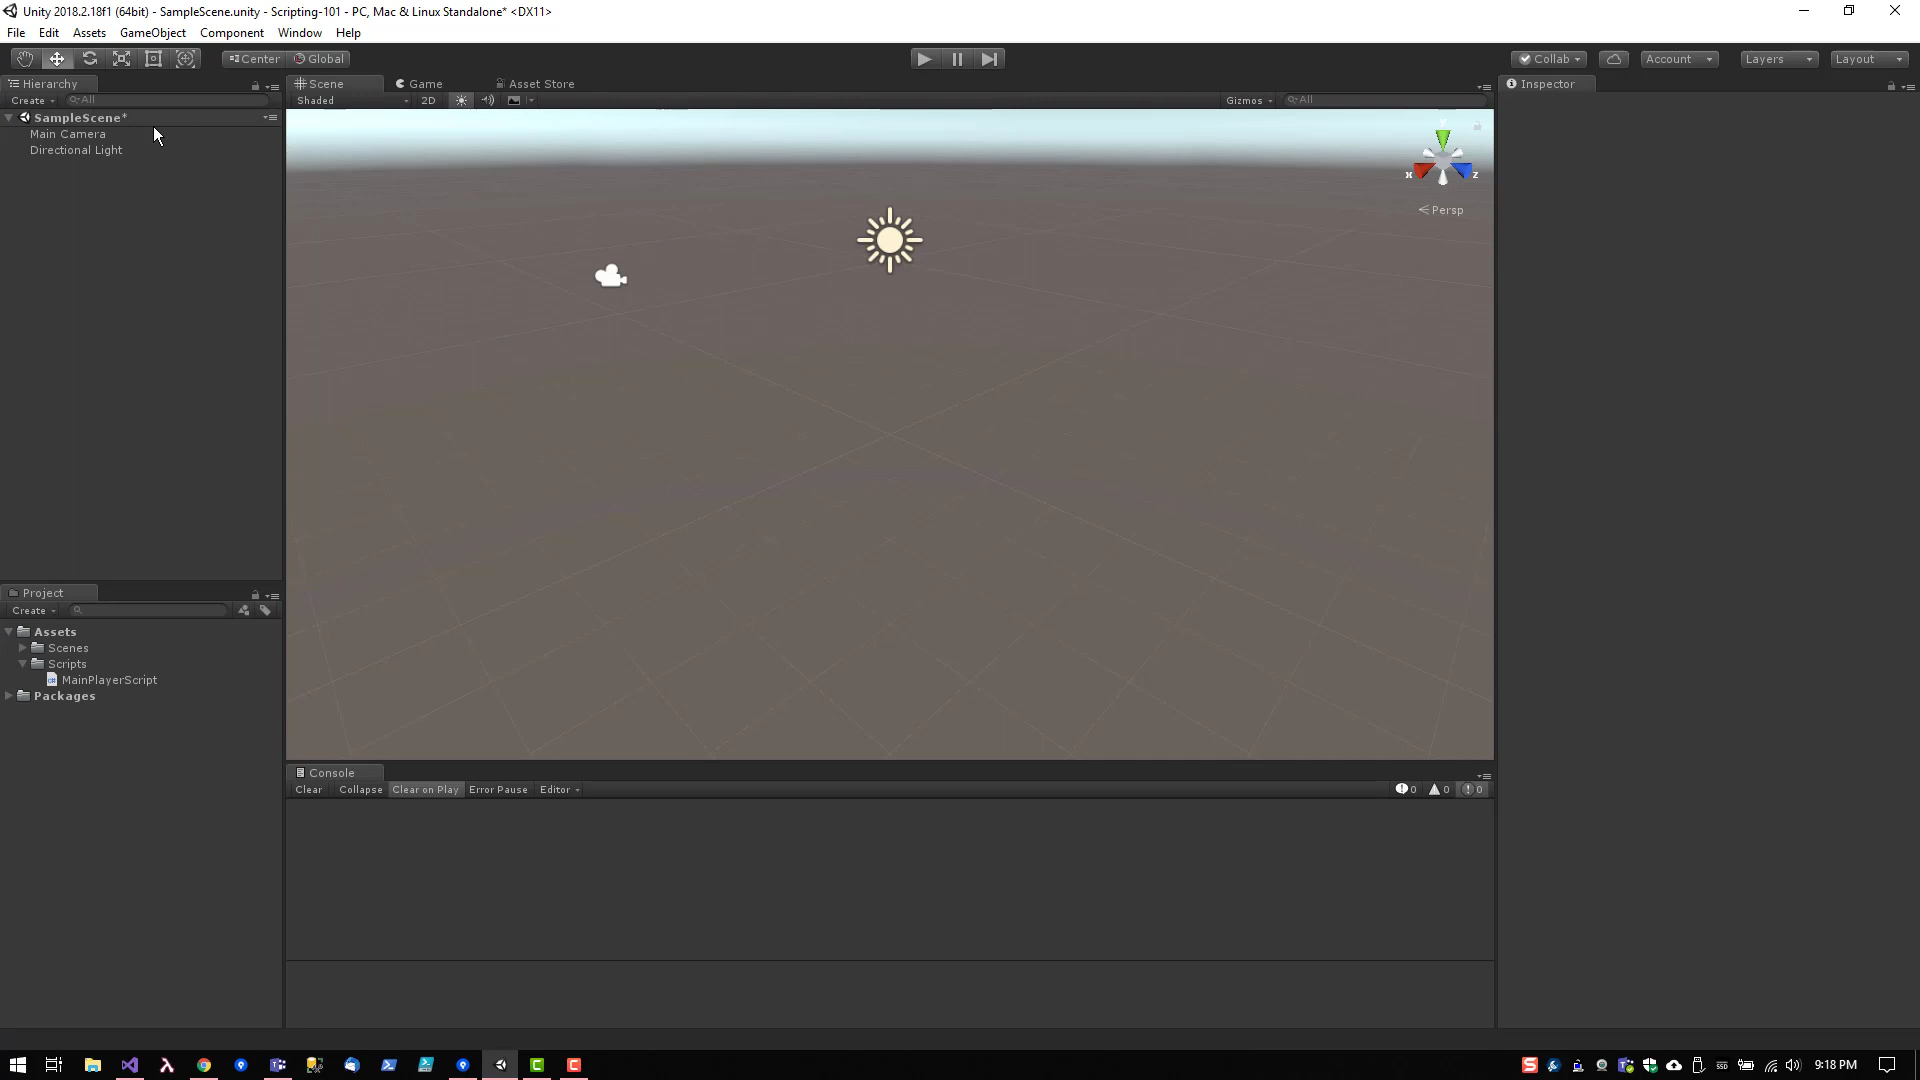 Unity 2018.2.18f1 (64bit) - SampleScene.unity - Scripting-101 - PC, Mac & Linux Standalone* <DX11>
File Edit Assets GameObject Component Window Help
Center Global Collab Account Layers Layout
Hierarchy Scene Game Asset Store Inspector
Create All Shaded 2D Gizmos All
SampleScene*
Main Camera
Directional Light
y
x z
Persp
Project
Create
Assets
Scenes
Scripts
MainPlayerScript
Packages
Console
Clear Collapse Clear on Play Error Pause Editor 0 0 0
9:18 PM